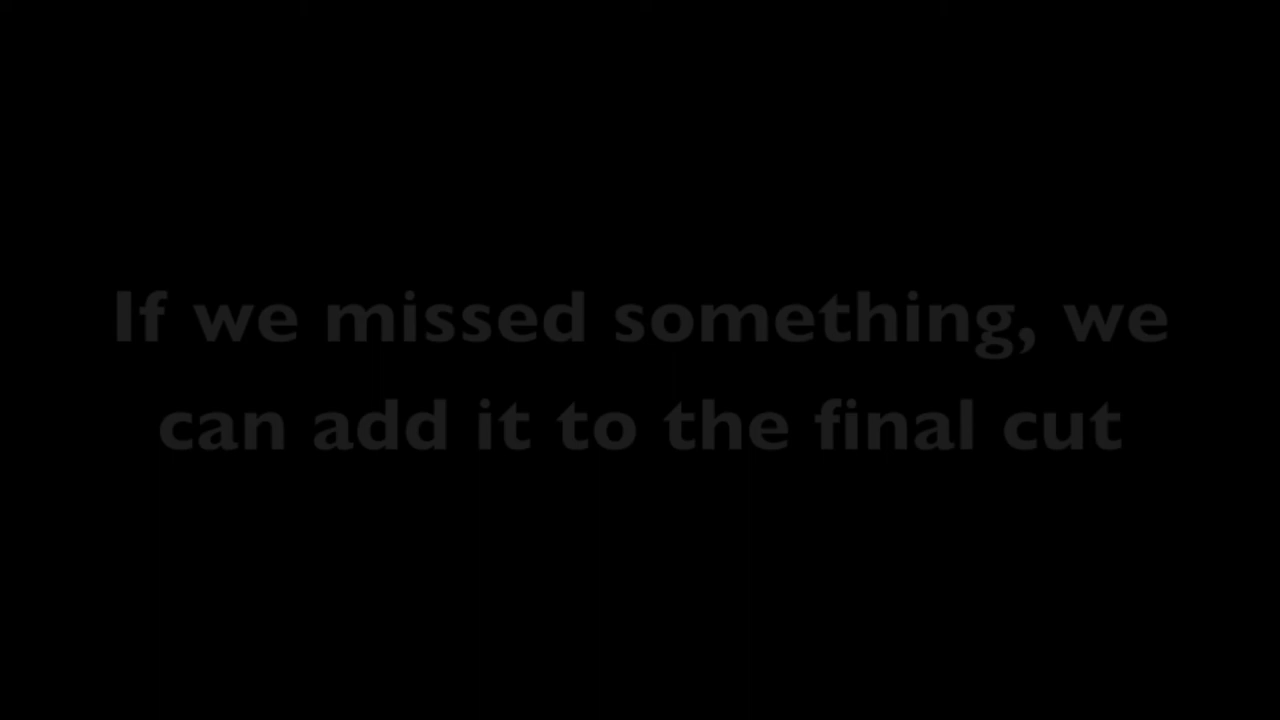 If we missed something, we
can add it to the final cut